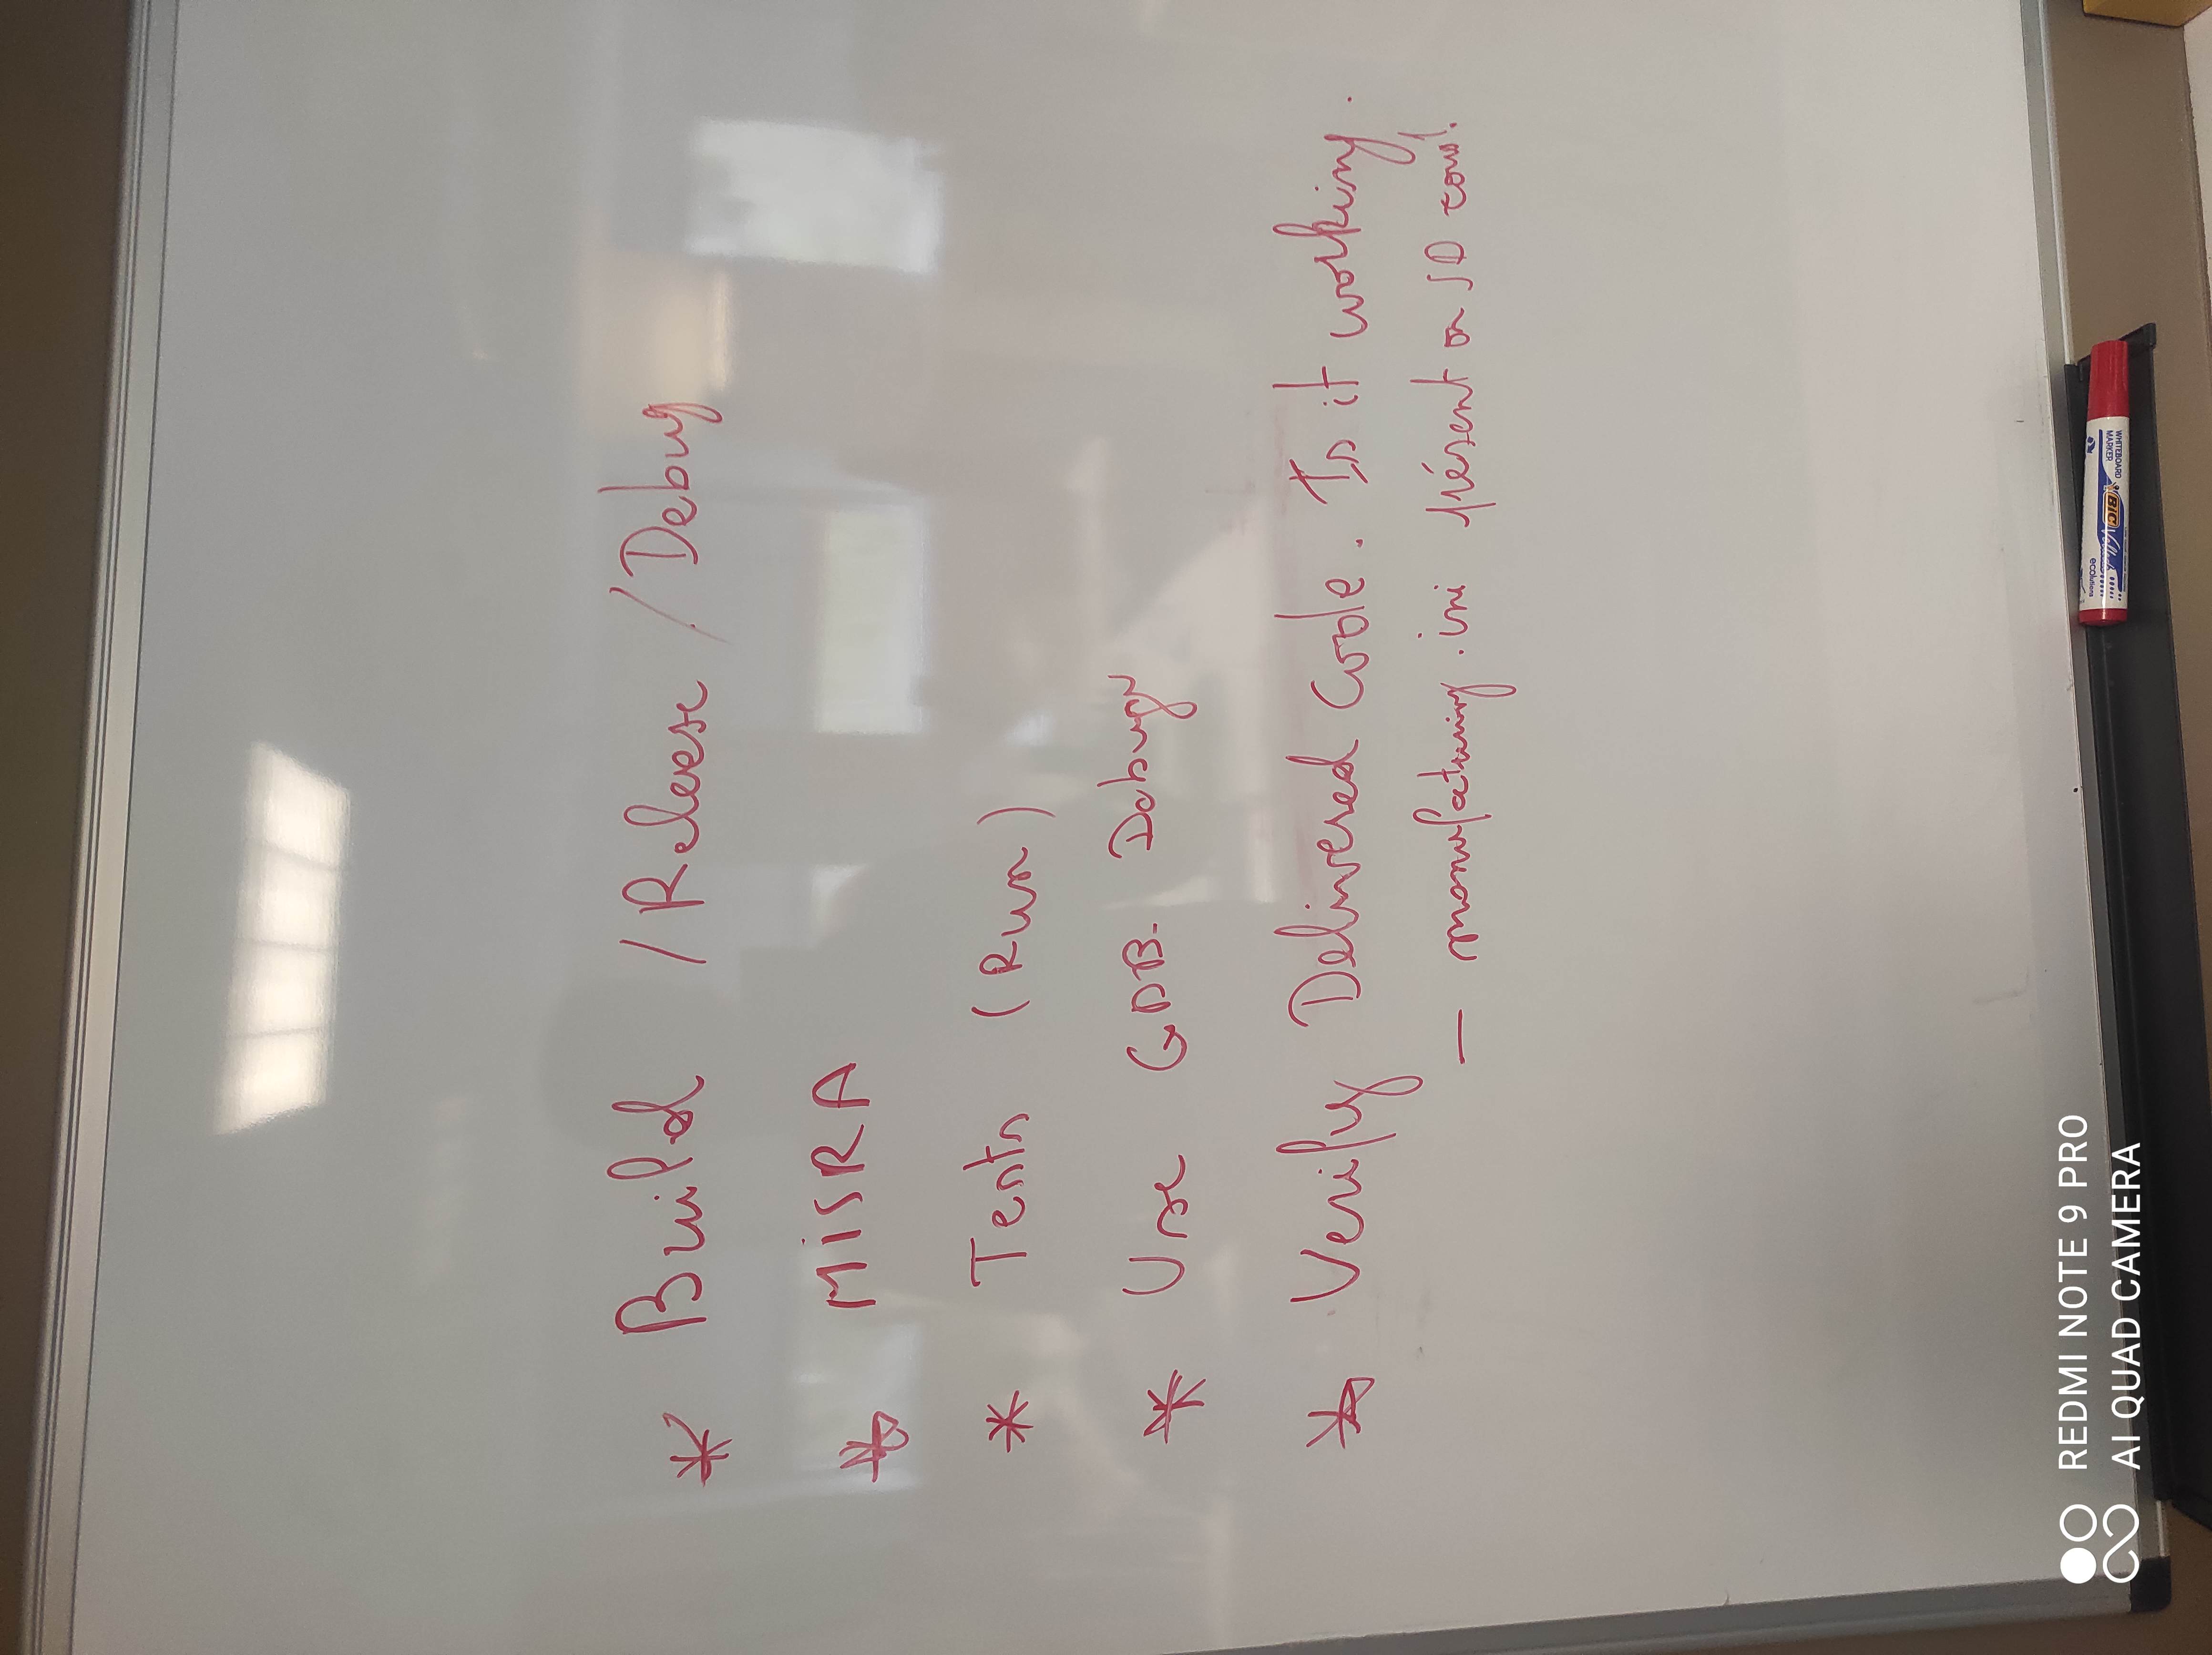 * Build / Release / Debug
* MiSRA
* Tests (Run)
* Use GDB. Debugger
* Verify Delivered Code. Is it working.
— manufacturing.ini présent on SD card!
REDMI NOTE 9 PRO
AI QUAD CAMERA
ecolutions
BIC Velleda
WHITEBOARD
MARKER